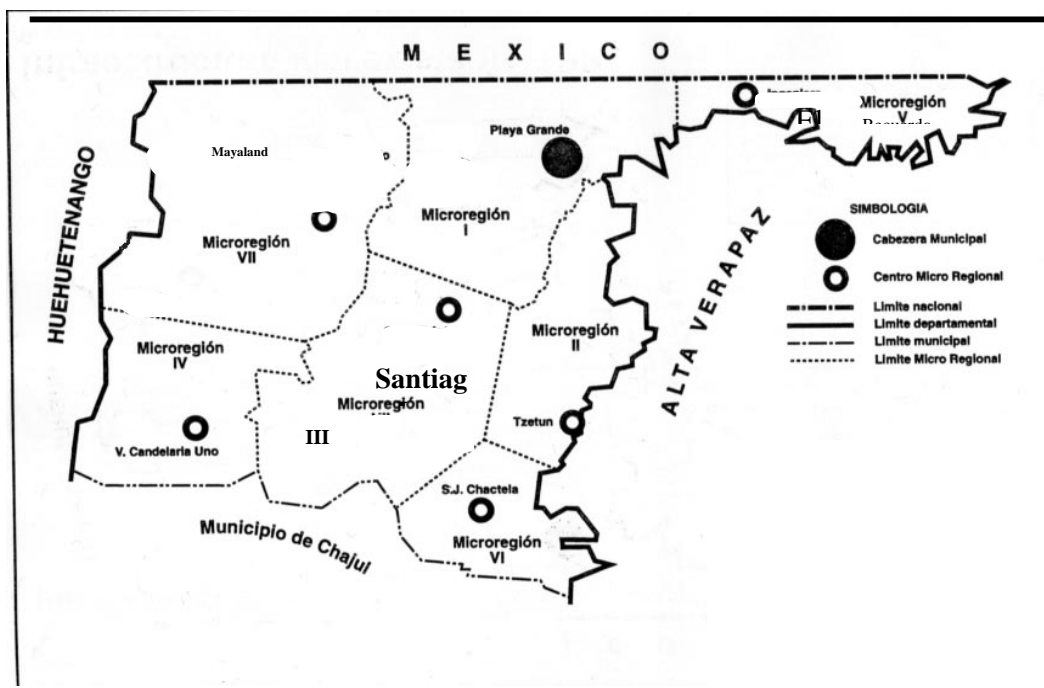 MEXICO
Playa Grande
Microregión
V
El
Mayaland
HUEHUETENANGO
Microregión
I
Microregión
VII
SIMBOLOGIA
Cabezera Municipal
Centro Micro Regional
Limite nacional
Limite departamental
Limite municipal
Limite Micro Regional
ALTA VERAPAZ
Microregión
II
Microregión
IV
Santiag
Microregión
III
Tzetun
V. Candelaria Uno
S.J. Chactela
Microregión
VI
Municipio de Chajul